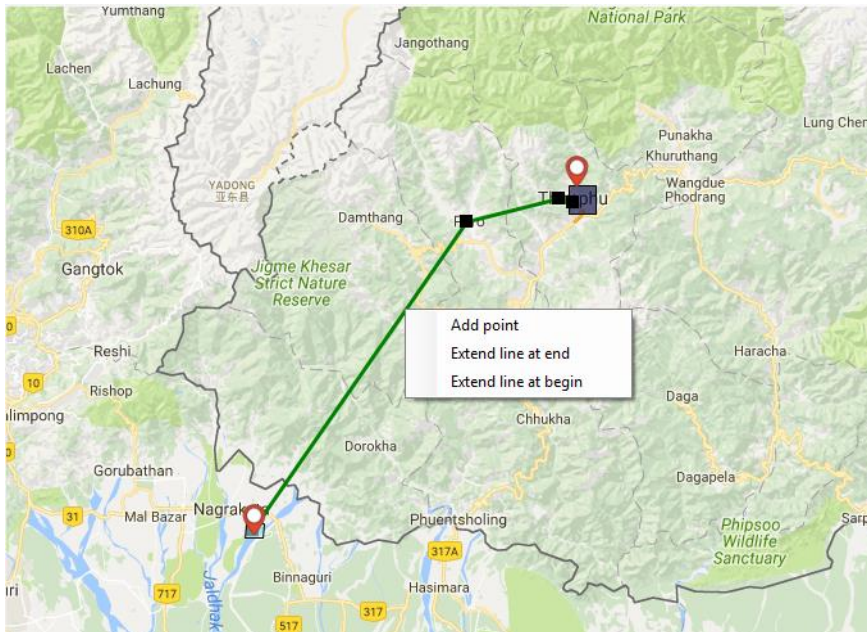 Yumthang
National Park
Jangothang
Lachen
Lachung
Punakha
Lung Chen
Khuruthang
YADONG
亚东县
Wangdue
Phodrang
Damthang
310A
Gangtok
Jigme Khesar
Strict Nature
Reserve
Add point
Extend line at end
Extend line at begin
Reshi
Haracha
10
Rishop
alimpong
Daga
Chhukha
Dorokha
Gorubathan
Dagapela
31
Mal Bazar
Phuentsholing
Sarp
Phipsoo
Wildlife
Sanctuary
317A
Binnaguri
Hasimara
717
Jaldhak
317
517